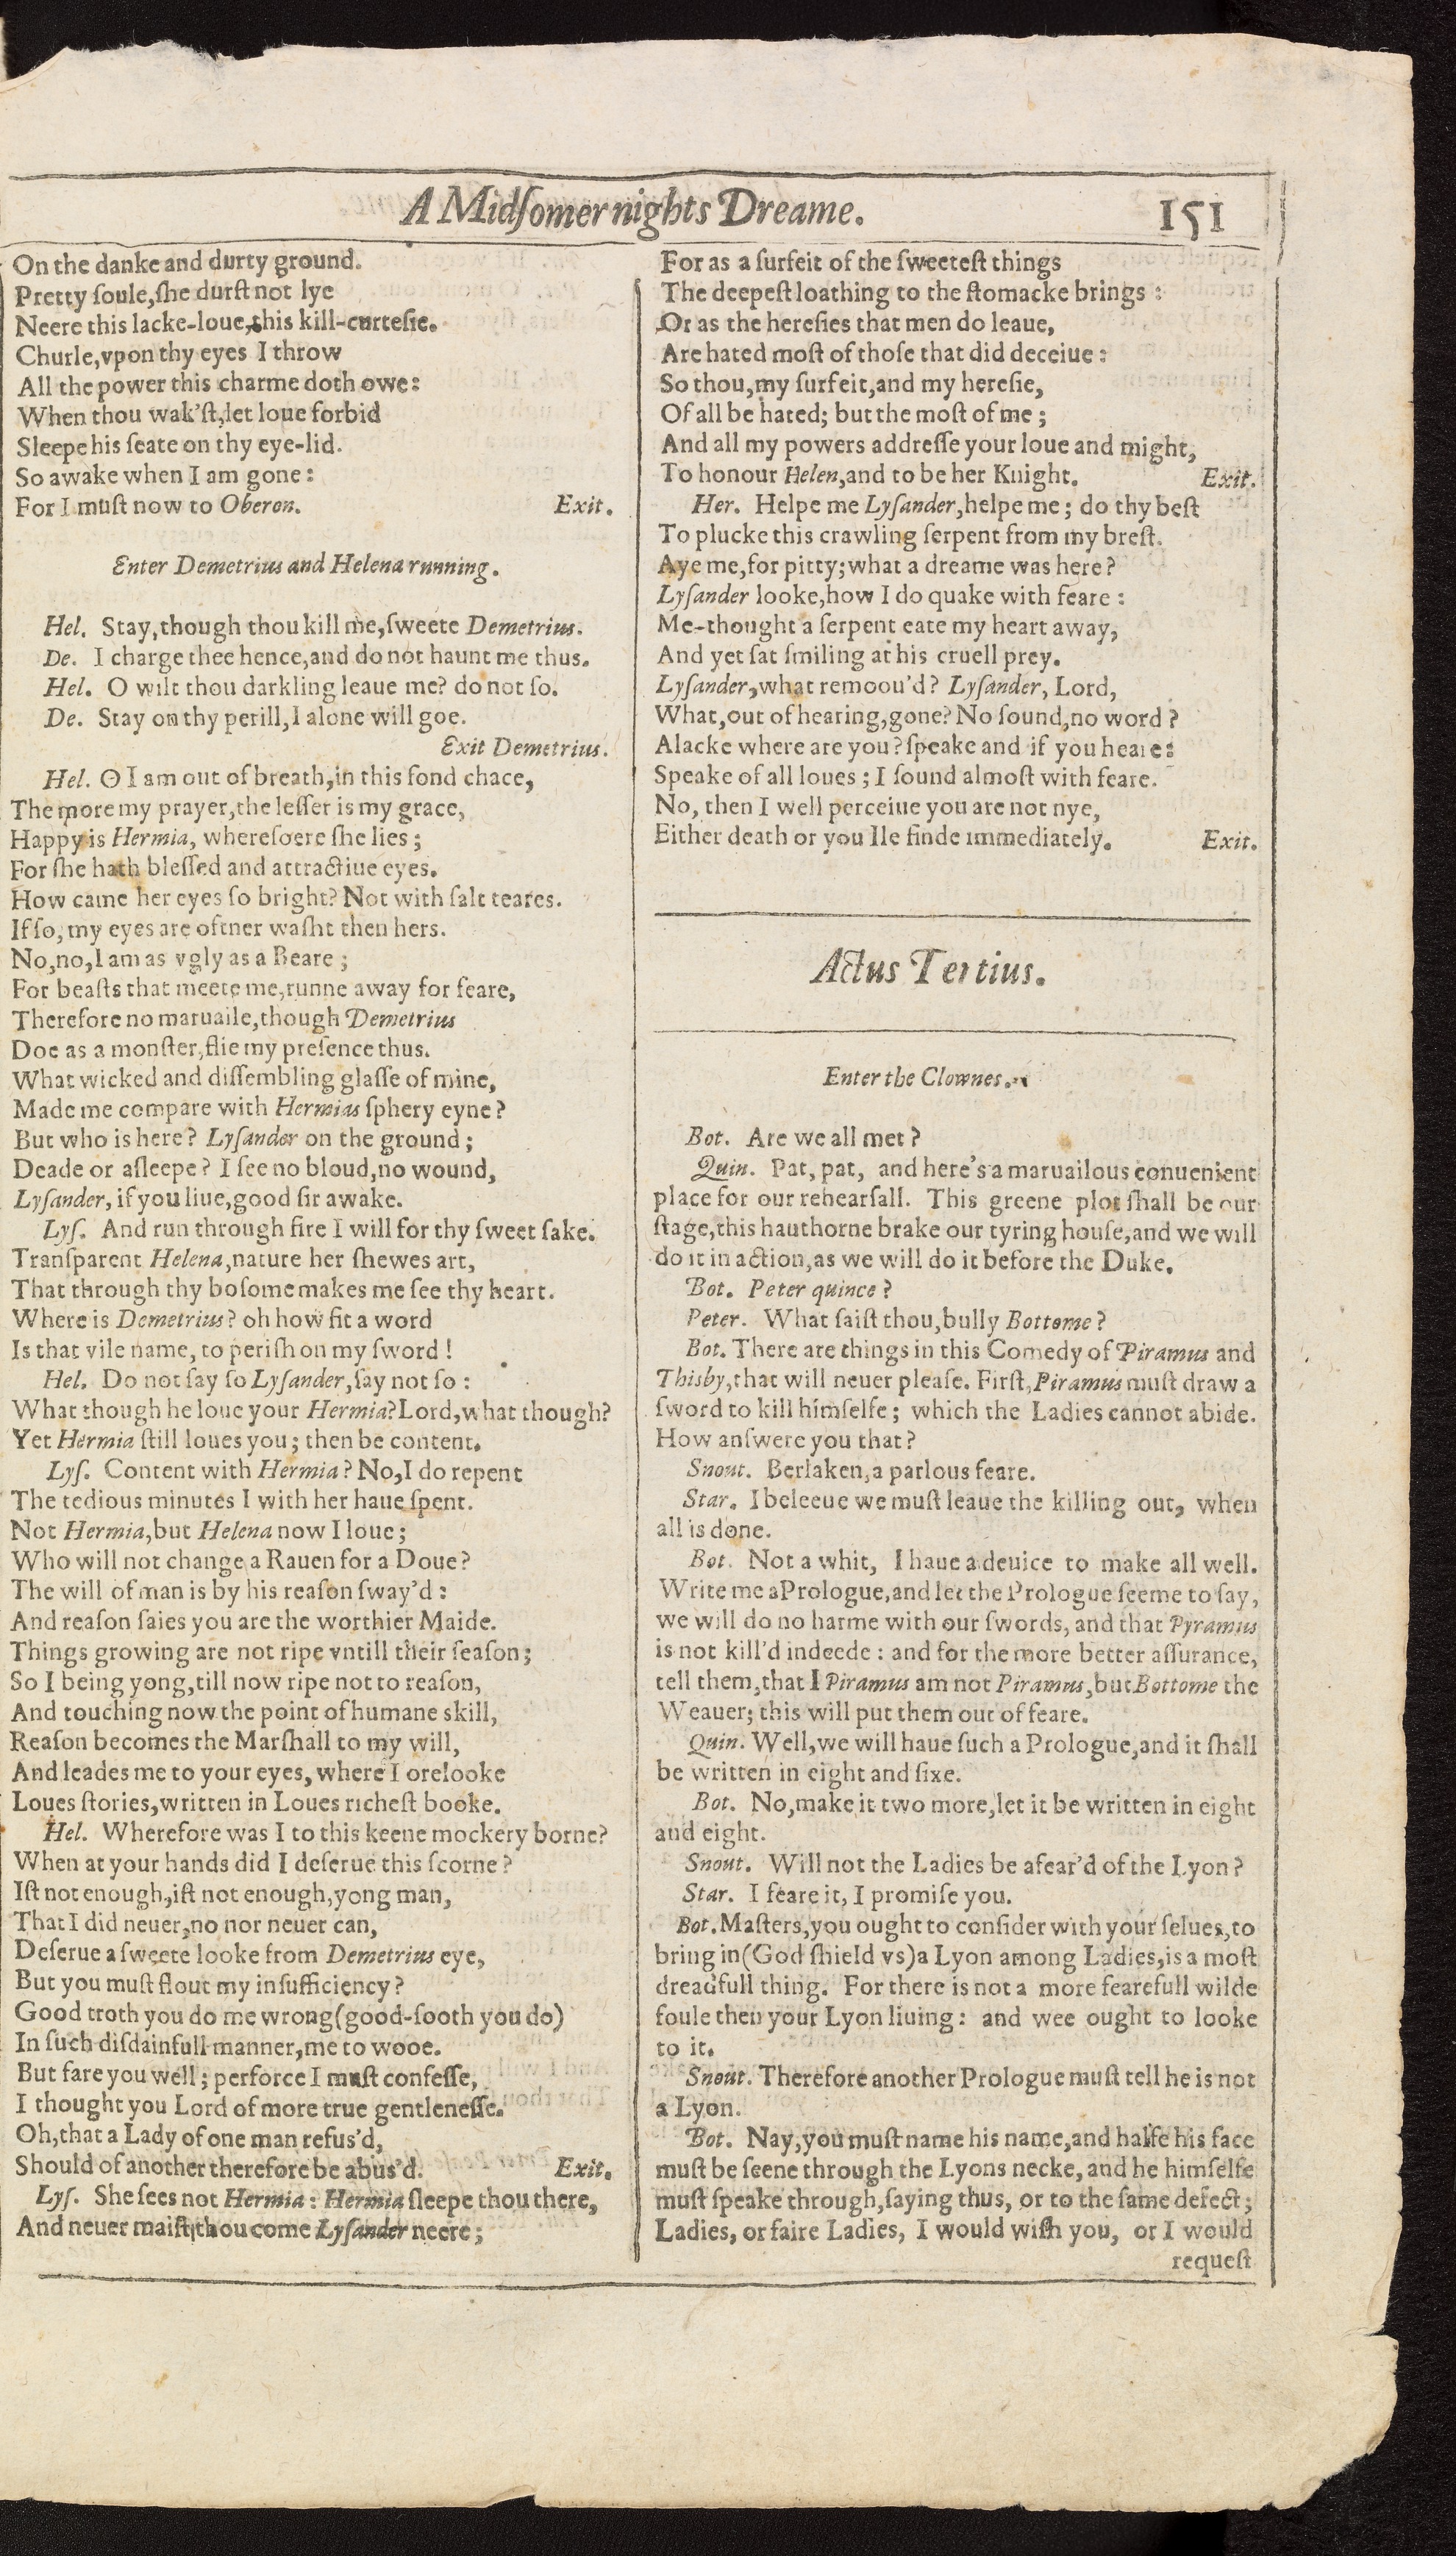 A Midſomer nights Dreame. 151
On the danke and durty ground.
Pretty ſoule, ſhe durſt not lye
Neere this lacke-loue, this kill-curteſie.
Churle, vpon thy eyes I throw
All the power this charme doth owe:
When thou wak'ſt, let loue forbid
Sleepe his ſeate on thy eye-lid.
So awake when I am gone:
For I muſt now to Oberon. Exit.
Enter Demetrius and Helena running.
Hel. Stay, though thou kill me, ſweete Demetrius.
De. I charge thee hence, and do not haunt me thus.
Hel. O wilt thou darkling leaue me? do not ſo.
De. Stay on thy perill, I alone will goe.
Exit Demetrius.
Hel. O I am out of breath, in this fond chace,
The more my prayer, the leſſer is my grace,
Happy is Hermia, whereſoere ſhe lies;
For ſhe hath bleſſed and attractiue eyes.
How came her eyes ſo bright? Not with ſalt teares.
If ſo, my eyes are oftner waſht then hers.
No, no, I am as vgly as a Beare;
For beaſts that meete me, runne away for feare,
Therefore no maruaile, though Demetrius
Doe as a monſter, flie my preſence thus.
What wicked and diſſembling glaſſe of mine,
Made me compare with Hermias ſphery eyne?
But who is here? Lyſander on the ground;
Deade or aſleepe? I ſee no bloud, no wound,
Lyſander, if you liue, good ſir awake.
Lyſ. And run through fire I will for thy ſweet ſake.
Tranſparent Helena, nature her ſhewes art,
That through thy boſome makes me ſee thy heart.
Where is Demetrius? oh how fit a word
Is that vile name, to periſh on my ſword!
Hel. Do not ſay ſo Lyſander, ſay not ſo:
What though he loue your Hermia? Lord, what though?
Yet Hermia ſtill loues you; then be content.
Lyſ. Content with Hermia? No, I do repent
The tedious minutes I with her haue ſpent.
Not Hermia, but Helena now I loue;
Who will not change a Rauen for a Doue?
The will of man is by his reaſon ſway'd:
And reaſon ſaies you are the worthier Maide.
Things growing are not ripe vntill their ſeaſon;
So I being yong, till now ripe not to reaſon,
And touching now the point of humane skill,
Reaſon becomes the Marſhall to my will,
And leades me to your eyes, where I orelooke
Loues ſtories, written in Loues richeſt booke.
Hel. Wherefore was I to this keene mockery borne?
When at your hands did I deſerue this ſcorne?
Iſt not enough, iſt not enough, yong man,
That I did neuer, no nor neuer can,
Deſerue a ſweete looke from Demetrius eye,
But you muſt flout my inſufficiency?
Good troth you do me wrong (good-ſooth you do)
In ſuch diſdainfull manner, me to wooe.
But fare you well; perforce I muſt confeſſe,
I thought you Lord of more true gentleneſſe.
Oh, that a Lady of one man refus'd,
Should of another therefore be abus'd. Exit.
Lyſ. She ſees not Hermia: Hermia ſleepe thou there,
And neuer maiſt thou come Lyſander neere;
For as a ſurfeit of the ſweeteſt things
The deepeſt loathing to the ſtomacke brings:
Or as the hereſies that men do leaue,
Are hated moſt of thoſe that did deceiue:
So thou, my ſurfeit, and my hereſie,
Of all be hated; but the moſt of me;
And all my powers addreſſe your loue and might,
To honour Helen, and to be her Knight. Exit.
Her. Helpe me Lyſander, helpe me; do thy beſt
To plucke this crawling ſerpent from my breſt.
Aye me, for pitty; what a dreame was here?
Lyſander looke, how I do quake with feare:
Me-thought a ſerpent eate my heart away,
And yet ſat ſmiling at his cruell prey.
Lyſander, what remoou'd? Lyſander, Lord,
What, out of hearing, gone? No ſound, no word?
Alacke where are you? ſpeake and if you heare:
Speake of all loues; I ſound almoſt with feare.
No, then I well perceiue you are not nye,
Either death or you Ile finde immediately. Exit.
Actus Tertius.
Enter the Clownes.
Bot. Are we all met?
Quin. Pat, pat, and here's a maruailous conuenient
place for our rehearſall. This greene plot ſhall be our
ſtage, this hauthorne brake our tyring houſe, and we will
do it in action, as we will do it before the Duke.
Bot. Peter quince?
Peter. What ſaiſt thou, bully Bottome?
Bot. There are things in this Comedy of Piramus and
Thisby, that will neuer pleaſe. Firſt, Piramus muſt draw a
ſword to kill himſelfe; which the Ladies cannot abide.
How anſwere you that?
Snout. Berlaken, a parlous feare.
Star. I beleeue we muſt leaue the killing out, when
all is done.
Bot. Not a whit, I haue a deuice to make all well.
Write me a Prologue, and let the Prologue ſeeme to ſay,
we will do no harme with our ſwords, and that Pyramus
is not kill'd indeede: and for the more better aſſurance,
tell them, that I Piramus am not Piramus, but Bottome the
Weauer; this will put them out of feare.
Quin. Well, we will haue ſuch a Prologue, and it ſhall
be written in eight and ſixe.
Bot. No, make it two more, let it be written in eight
and eight.
Snout. Will not the Ladies be afear'd of the Lyon?
Star. I feare it, I promiſe you.
Bot. Maſters, you ought to conſider with your ſelues, to
bring in (God ſhield vs) a Lyon among Ladies, is a moſt
dreadfull thing. For there is not a more fearefull wilde
foule then your Lyon liuing: and wee ought to looke
to it.
Snout. Therefore another Prologue muſt tell he is not
a Lyon.
Bot. Nay, you muſt name his name, and halfe his face
muſt be ſeene through the Lyons necke, and he himſelfe
muſt ſpeake through, ſaying thus, or to the ſame defect;
Ladies, or faire Ladies, I would wiſh you, or I would
requeſt